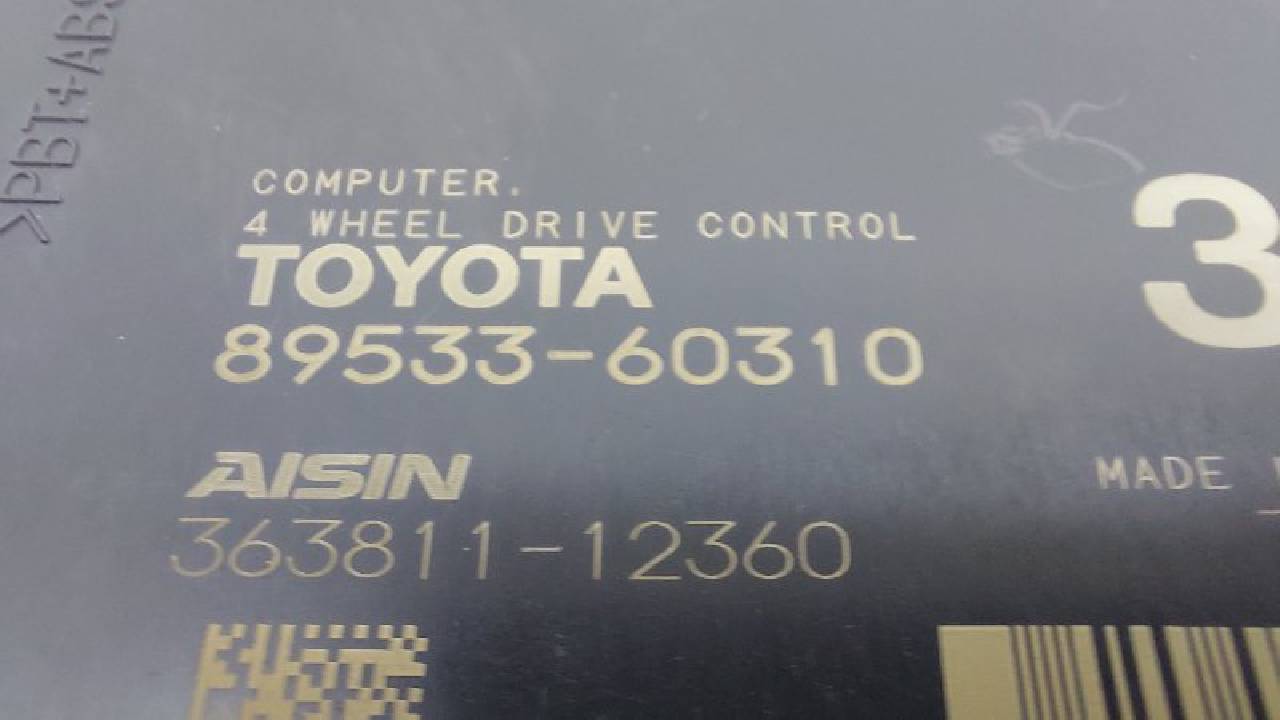 >PBT+ABS
COMPUTER.
4 WHEEL DRIVE CONTROL
TOYOTA
89533-60310
3
AISIN
363811-12360
MADE